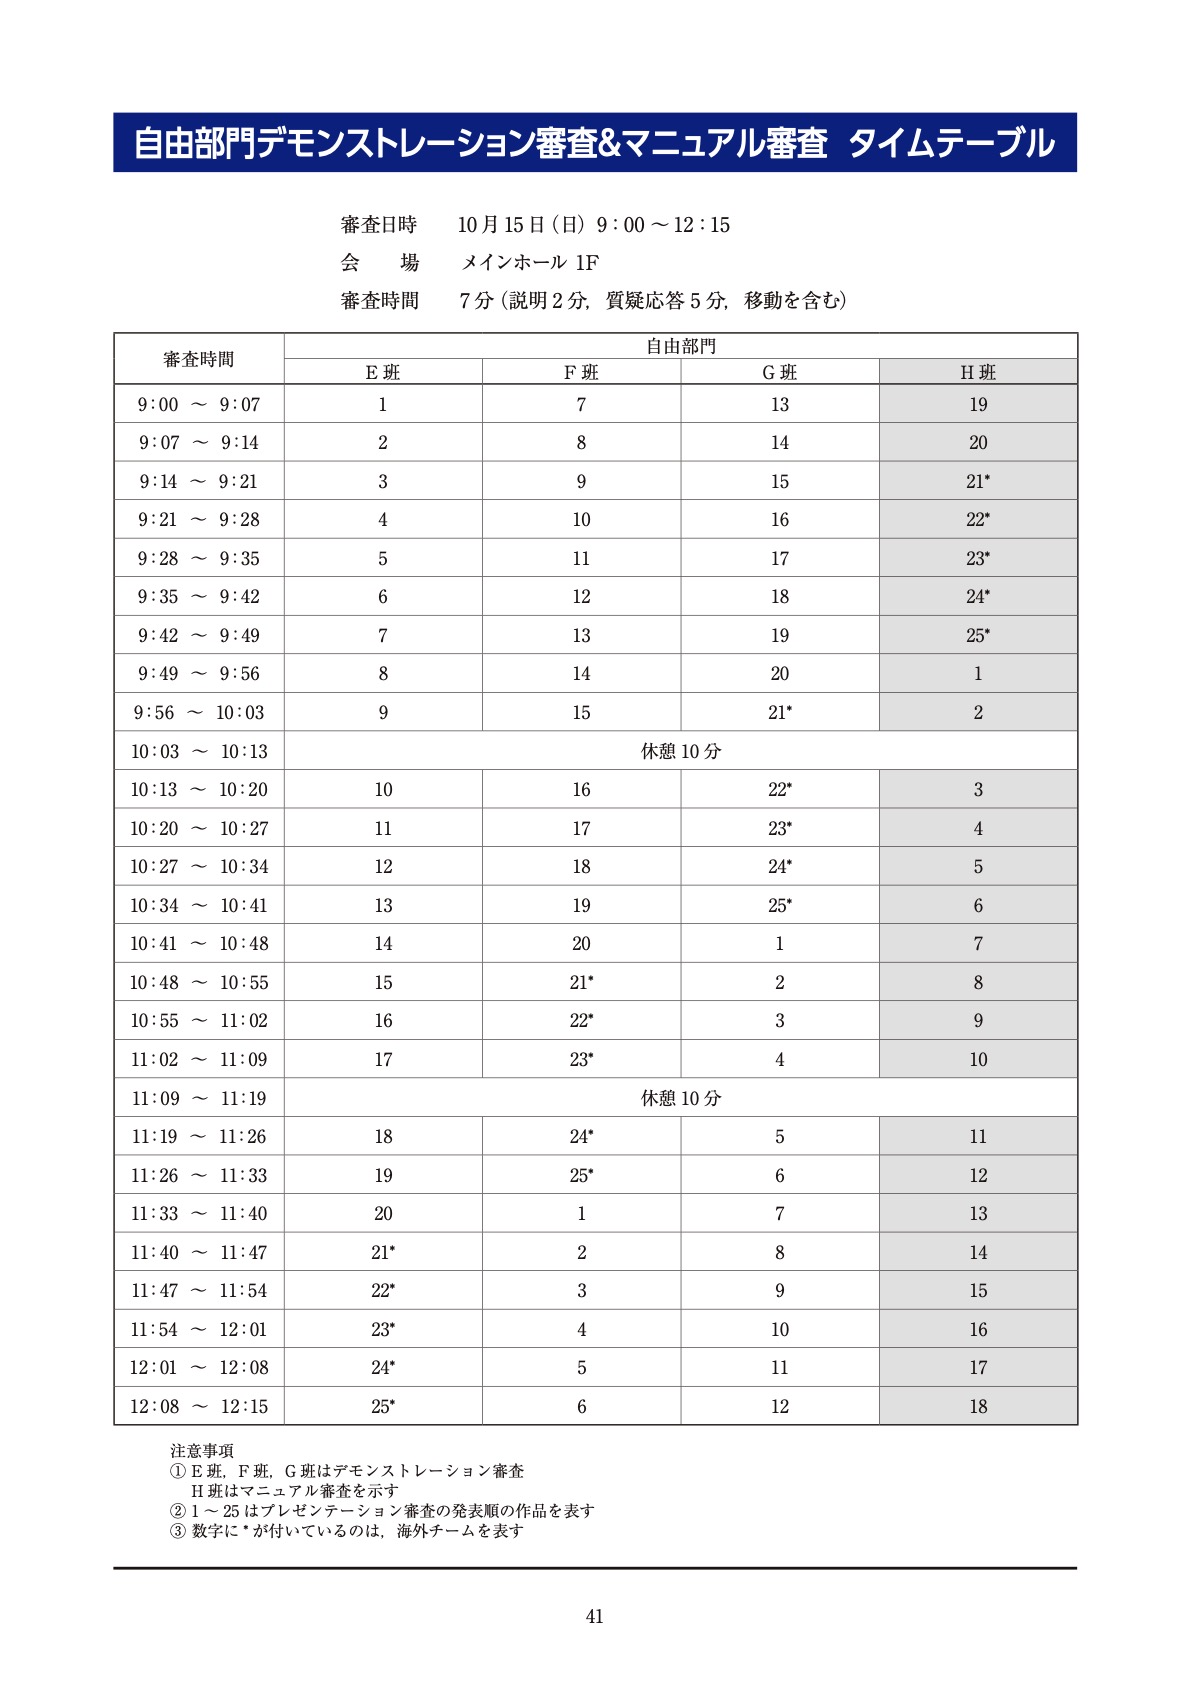 自由部門デモンストレーション審査&マニュアル審査 タイムテーブル
審査日時 10月15日(日) 9:00～12:15
会 場 メインホール 1F
審査時間 7分(説明2分，質疑応答5分，移動を含む)
審査時間 自由部門
E班 F班 G班 H班
9:00 ～ 9:07 1 7 13 19
9:07 ～ 9:14 2 8 14 20
9:14 ～ 9:21 3 9 15 21*
9:21 ～ 9:28 4 10 16 22*
9:28 ～ 9:35 5 11 17 23*
9:35 ～ 9:42 6 12 18 24*
9:42 ～ 9:49 7 13 19 25*
9:49 ～ 9:56 8 14 20 1
9:56 ～ 10:03 9 15 21* 2
10:03 ～ 10:13 休憩10分
10:13 ～ 10:20 10 16 22* 3
10:20 ～ 10:27 11 17 23* 4
10:27 ～ 10:34 12 18 24* 5
10:34 ～ 10:41 13 19 25* 6
10:41 ～ 10:48 14 20 1 7
10:48 ～ 10:55 15 21* 2 8
10:55 ～ 11:02 16 22* 3 9
11:02 ～ 11:09 17 23* 4 10
11:09 ～ 11:19 休憩10分
11:19 ～ 11:26 18 24* 5 11
11:26 ～ 11:33 19 25* 6 12
11:33 ～ 11:40 20 1 7 13
11:40 ～ 11:47 21* 2 8 14
11:47 ～ 11:54 22* 3 9 15
11:54 ～ 12:01 23* 4 10 16
12:01 ～ 12:08 24* 5 11 17
12:08 ～ 12:15 25* 6 12 18
注意事項
① E班，F班，G班はデモンストレーション審査
H班はマニュアル審査を示す
② 1～25はプレゼンテーション審査の発表順の作品を表す
③ 数字に*が付いているのは，海外チームを表す
41